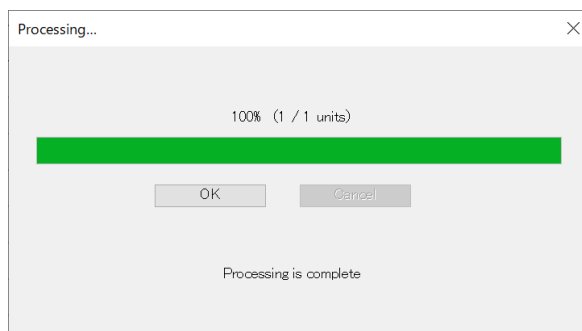 Processing...
100% (1 / 1 units)
OK
Cancel
Processing is complete